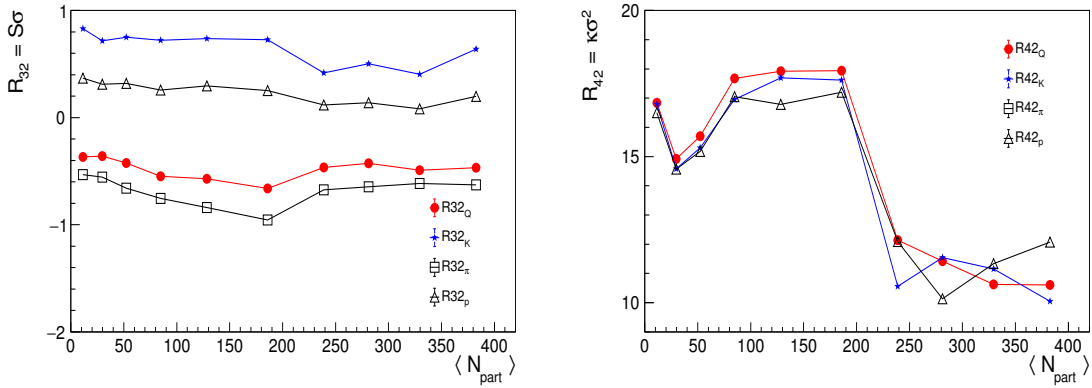 R₃₂ = Sσ
1
0
−1
−2
0 50 100 150 200 250 300 350 400
⟨ N_part ⟩
R32_Q
R32_K
R32_π
R32_p
R₄₂ = κσ²
20
15
10
0 50 100 150 200 250 300 350 400
⟨ N_part ⟩
R42_Q
R42_K
R42_π
R42_p